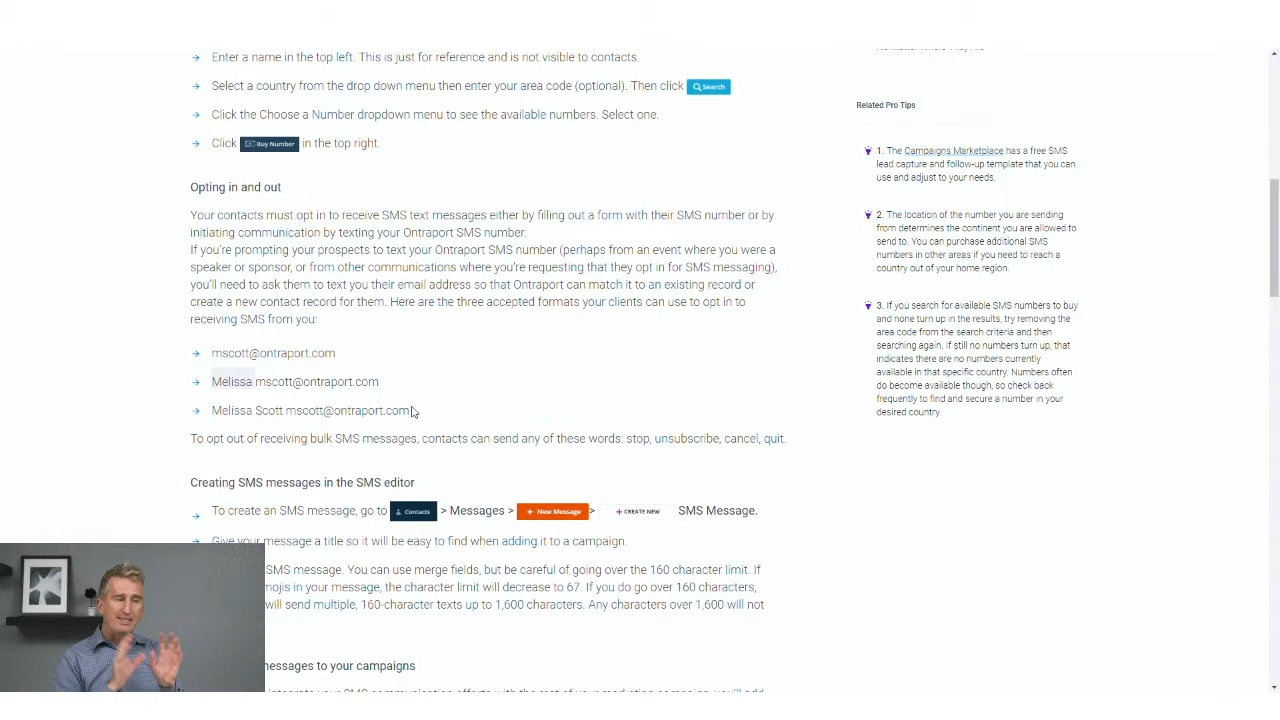 Enter a name in the top left. This is just for reference and is not visible to contacts.
Select a country from the drop down menu then enter your area code (optional). Then click Search
Click the Choose a Number dropdown menu to see the available numbers. Select one.
Click Buy Number in the top right.
Opting in and out
Your contacts must opt in to receive SMS text messages either by filling out a form with their SMS number or by
initiating communication by texting your Ontraport SMS number.
If you're prompting your prospects to text your Ontraport SMS number (perhaps from an event where you were a
speaker or sponsor, or from other communications where you're requesting that they opt in for SMS messaging),
you'll need to ask them to text you their email address so that Ontraport can match it to an existing record or
create a new contact record for them. Here are the three accepted formats your clients can use to opt in to
receiving SMS from you:
mscott@ontraport.com
Melissa mscott@ontraport.com
Melissa Scott mscott@ontraport.com
To opt out of receiving bulk SMS messages, contacts can send any of these words: stop, unsubscribe, cancel, quit.
Creating SMS messages in the SMS editor
To create an SMS message, go to Contacts > Messages > + New Message > + CREATE NEW SMS Message.
Give your message a title so it will be easy to find when adding it to a campaign.
SMS message. You can use merge fields, but be careful of going over the 160 character limit. If
in your message, the character limit will decrease to 67. If you do go over 160 characters,
will send multiple, 160-character texts up to 1,600 characters. Any characters over 1,600 will not
to your campaigns
Related Pro Tips
1. The Campaigns Marketplace has a free SMS
lead capture and follow-up template that you can
use and adjust to your needs.
2. The location of the number you are sending
from determines the continent you are allowed to
send to. You can purchase additional SMS
numbers in other areas if you need to reach a
country out of your home region.
3. If you search for available SMS numbers to buy
and none turn up in the results, try removing the
area code from the search criteria and then
searching again. If still no numbers turn up, that
indicates there are no numbers currently
available in that specific country. Numbers often
do become available though, so check back
frequently to find and secure a number in your
desired country.